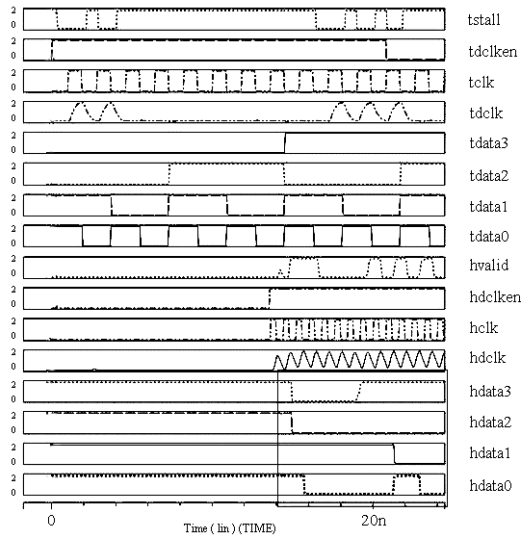 2 0 tstall
2 0 tdclken
2 0 tclk
2 0 tdclk
2 0 tdata3
2 0 tdata2
2 0 tdata1
2 0 tdata0
2 0 hvalid
2 0 hdclken
2 0 hclk
2 0 hdclk
2 0 hdata3
2 0 hdata2
2 0 hdata1
2 0 hdata0
0 20n
Time ( lin ) (TIME)